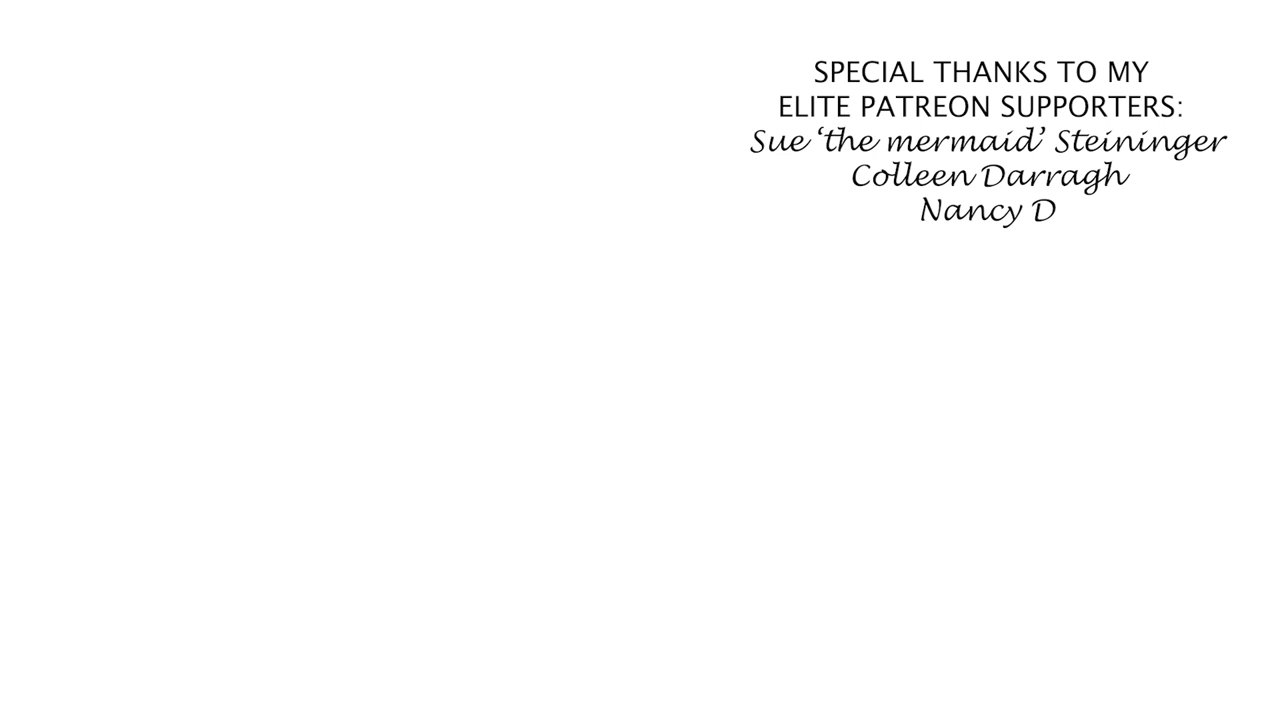 SPECIAL THANKS TO MY
ELITE PATREON SUPPORTERS:
Sue ‘the mermaid’ Steininger
Colleen Darragh
Nancy D